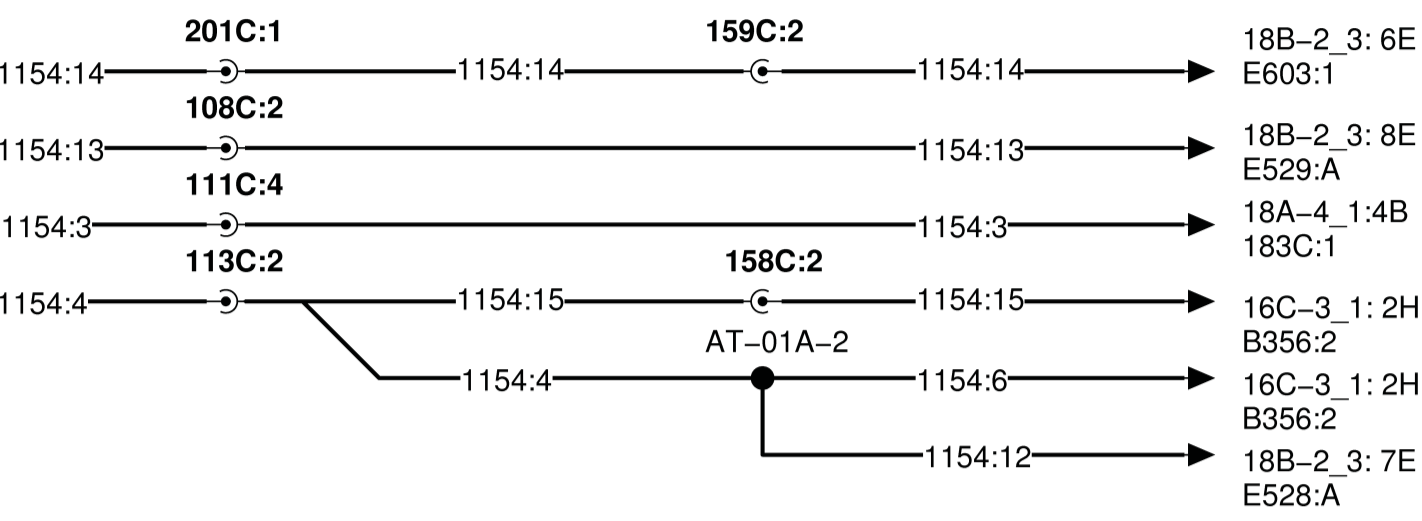 201C:1
159C:2
1154:14
1154:14
1154:14
18B–2_3: 6E
E603:1
108C:2
1154:13
1154:13
18B–2_3: 8E
E529:A
111C:4
1154:3
1154:3
18A–4_1:4B
183C:1
113C:2
158C:2
1154:4
1154:15
1154:15
16C–3_1: 2H
B356:2
AT–01A–2
1154:4
1154:6
16C–3_1: 2H
B356:2
1154:12
18B–2_3: 7E
E528:A